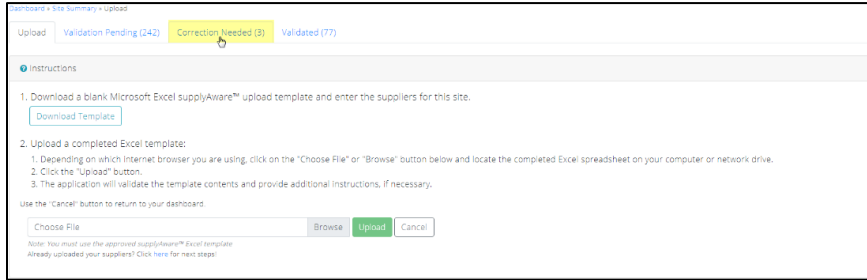 Dashboard » Site Summary » Upload
Upload Validation Pending (242) Correction Needed (3) Validated (77)
Instructions
1. Download a blank Microsoft Excel supplyAware™ upload template and enter the suppliers for this site.
Download Template
2. Upload a completed Excel template:
1. Depending on which internet browser you are using, click on the "Choose File" or "Browse" button below and locate the completed Excel spreadsheet on your computer or network drive.
2. Click the "Upload" button.
3. The application will validate the template contents and provide additional instructions, if necessary.
Use the "Cancel" button to return to your dashboard.
Choose File Browse Upload Cancel
Note: You must use the approved supplyAware™ Excel template.
Already uploaded your suppliers? Click here for next steps!